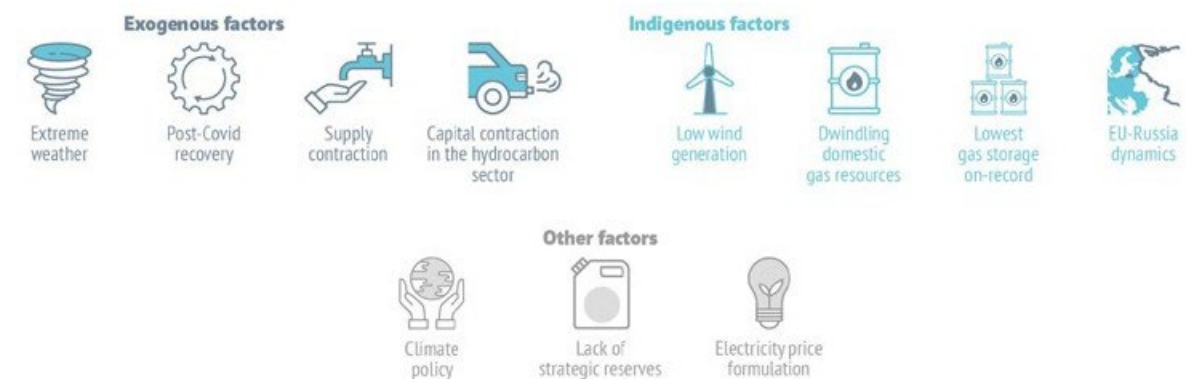 Exogenous factors
Extreme
weather
Post-Covid
recovery
Supply
contraction
Capital contraction
in the hydrocarbon
sector
Indigenous factors
Low wind
generation
Dwindling
domestic
gas resources
Lowest
gas storage
on-record
EU-Russia
dynamics
Other factors
Climate
policy
Lack of
strategic reserves
Electricity price
formulation